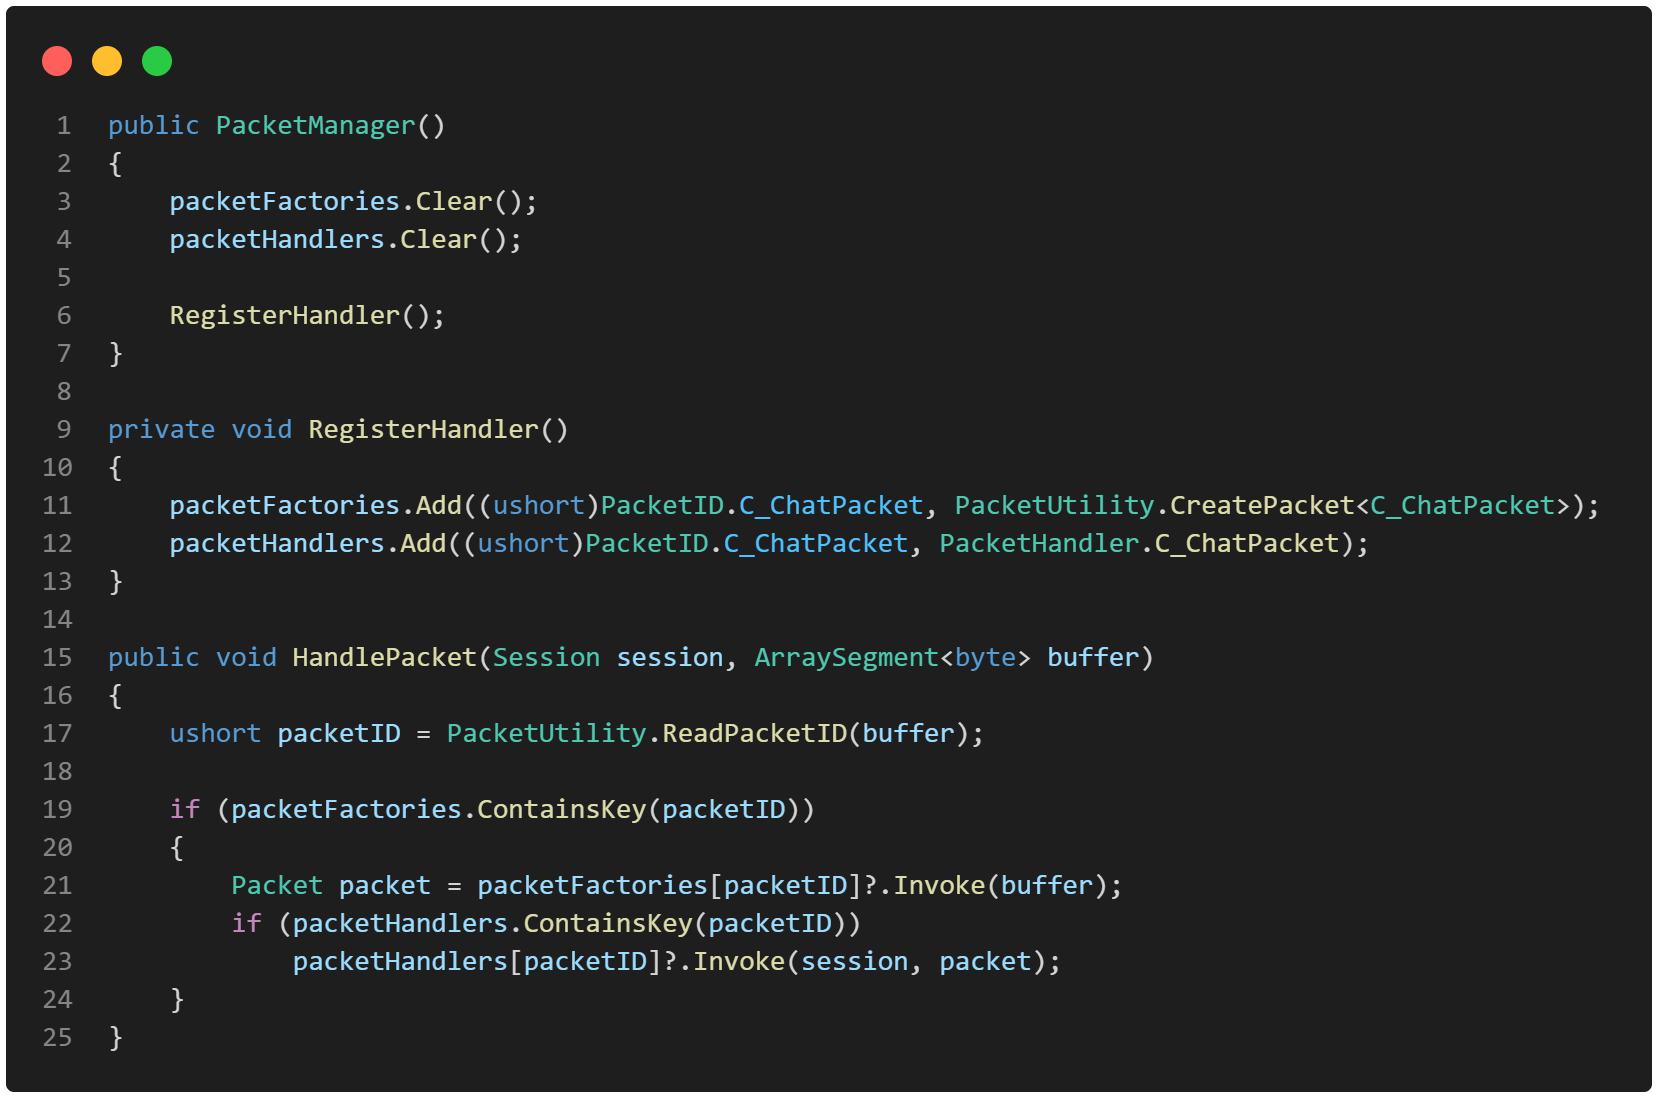 1 public PacketManager()
2 {
3     packetFactories.Clear();
4     packetHandlers.Clear();
5
6     RegisterHandler();
7 }
8
9 private void RegisterHandler()
10 {
11     packetFactories.Add((ushort)PacketID.C_ChatPacket, PacketUtility.CreatePacket<C_ChatPacket>);
12     packetHandlers.Add((ushort)PacketID.C_ChatPacket, PacketHandler.C_ChatPacket);
13 }
14
15 public void HandlePacket(Session session, ArraySegment<byte> buffer)
16 {
17     ushort packetID = PacketUtility.ReadPacketID(buffer);
18
19     if (packetFactories.ContainsKey(packetID))
20     {
21         Packet packet = packetFactories[packetID]?.Invoke(buffer);
22         if (packetHandlers.ContainsKey(packetID))
23             packetHandlers[packetID]?.Invoke(session, packet);
24     }
25 }